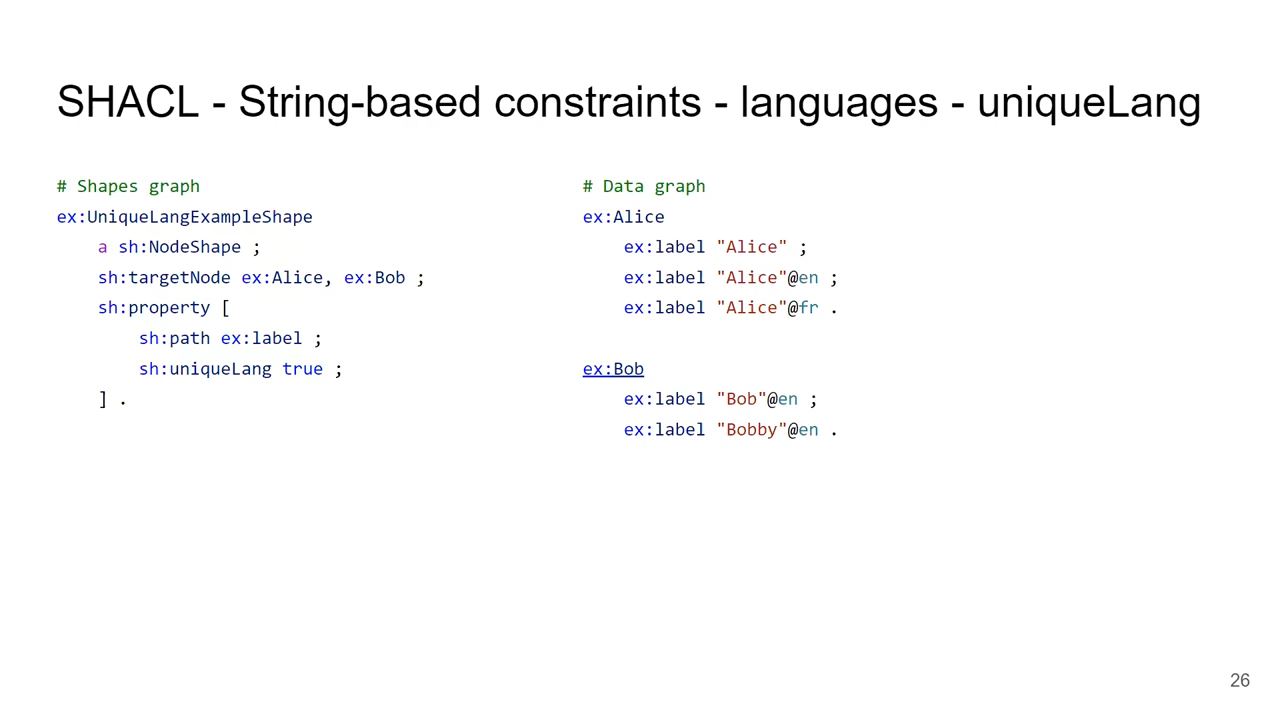 SHACL - String-based constraints - languages - uniqueLang
# Shapes graph
ex:UniqueLangExampleShape
    a sh:NodeShape ;
    sh:targetNode ex:Alice, ex:Bob ;
    sh:property [
        sh:path ex:label ;
        sh:uniqueLang true ;
    ] .
# Data graph
ex:Alice
    ex:label "Alice" ;
    ex:label "Alice"@en ;
    ex:label "Alice"@fr .
ex:Bob
    ex:label "Bob"@en ;
    ex:label "Bobby"@en .
26